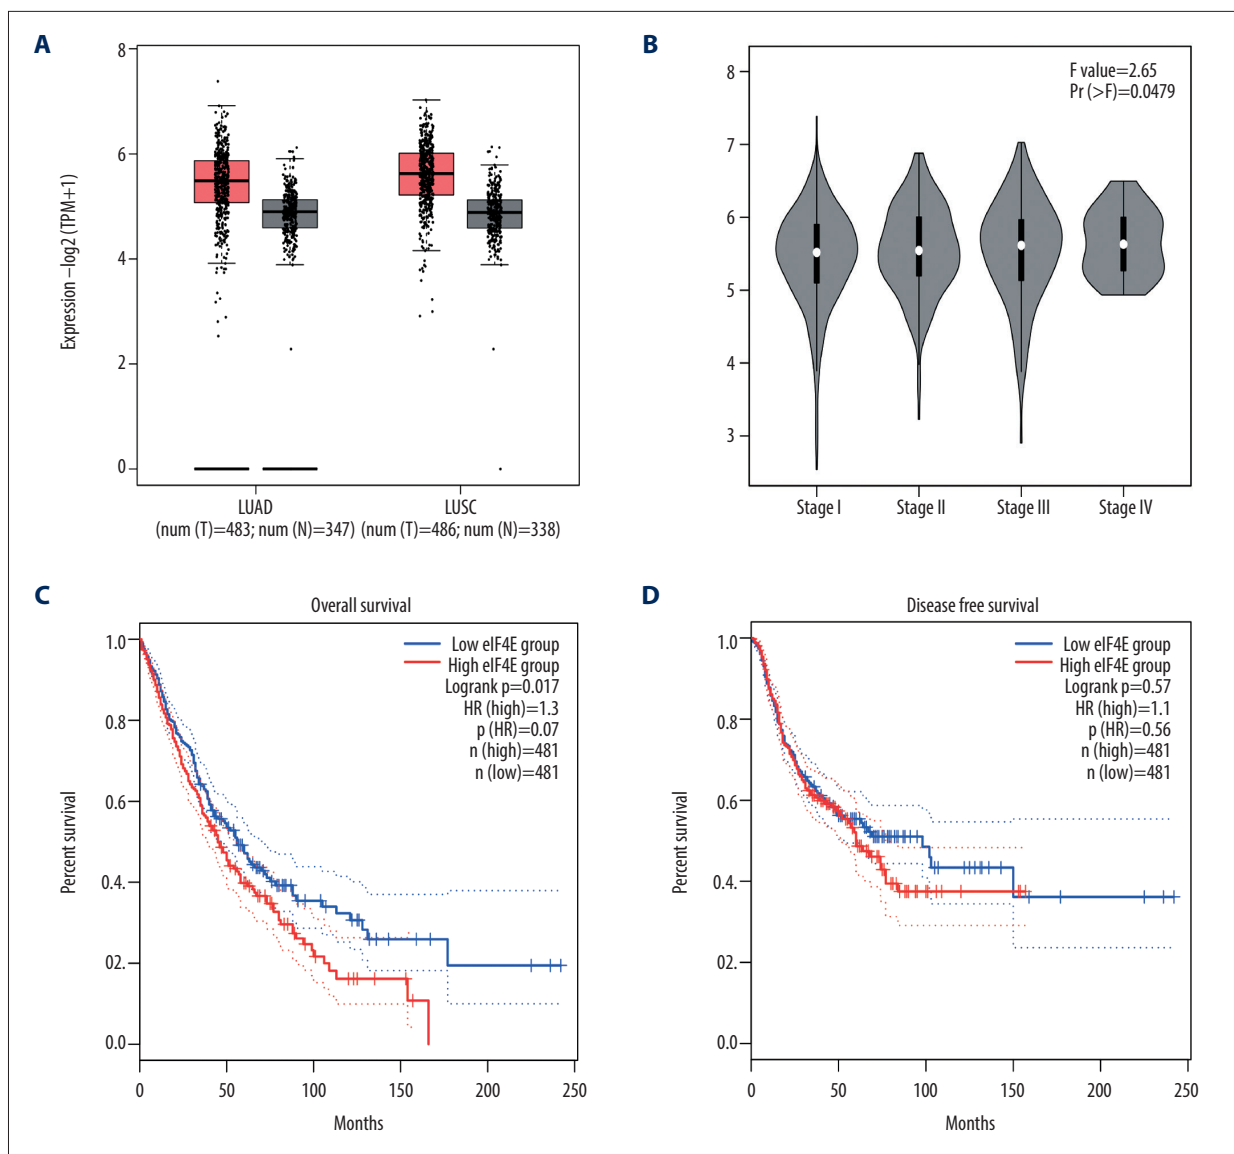 A
8
6
4
2
0
Expression –log2 (TPM+1)
LUAD
(num (T)=483; num (N)=347)
LUSC
(num (T)=486; num (N)=338)
B
F value=2.65
Pr (>F)=0.0479
8
7
6
5
4
3
Stage I
Stage II
Stage III
Stage IV
C
Overall survival
Low eIF4E group
High eIF4E group
Logrank p=0.017
HR (high)=1.3
p (HR)=0.07
n (high)=481
n (low)=481
1.0
0.8
0.6
0.4
02.
0.0
Percent survival
0
50
100
150
200
250
Months
D
Disease free survival
Low eIF4E group
High eIF4E group
Logrank p=0.57
HR (high)=1.1
p (HR)=0.56
n (high)=481
n (low)=481
1.0
0.8
0.6
0.4
02.
0.0
Percent survival
0
50
100
150
200
250
Months